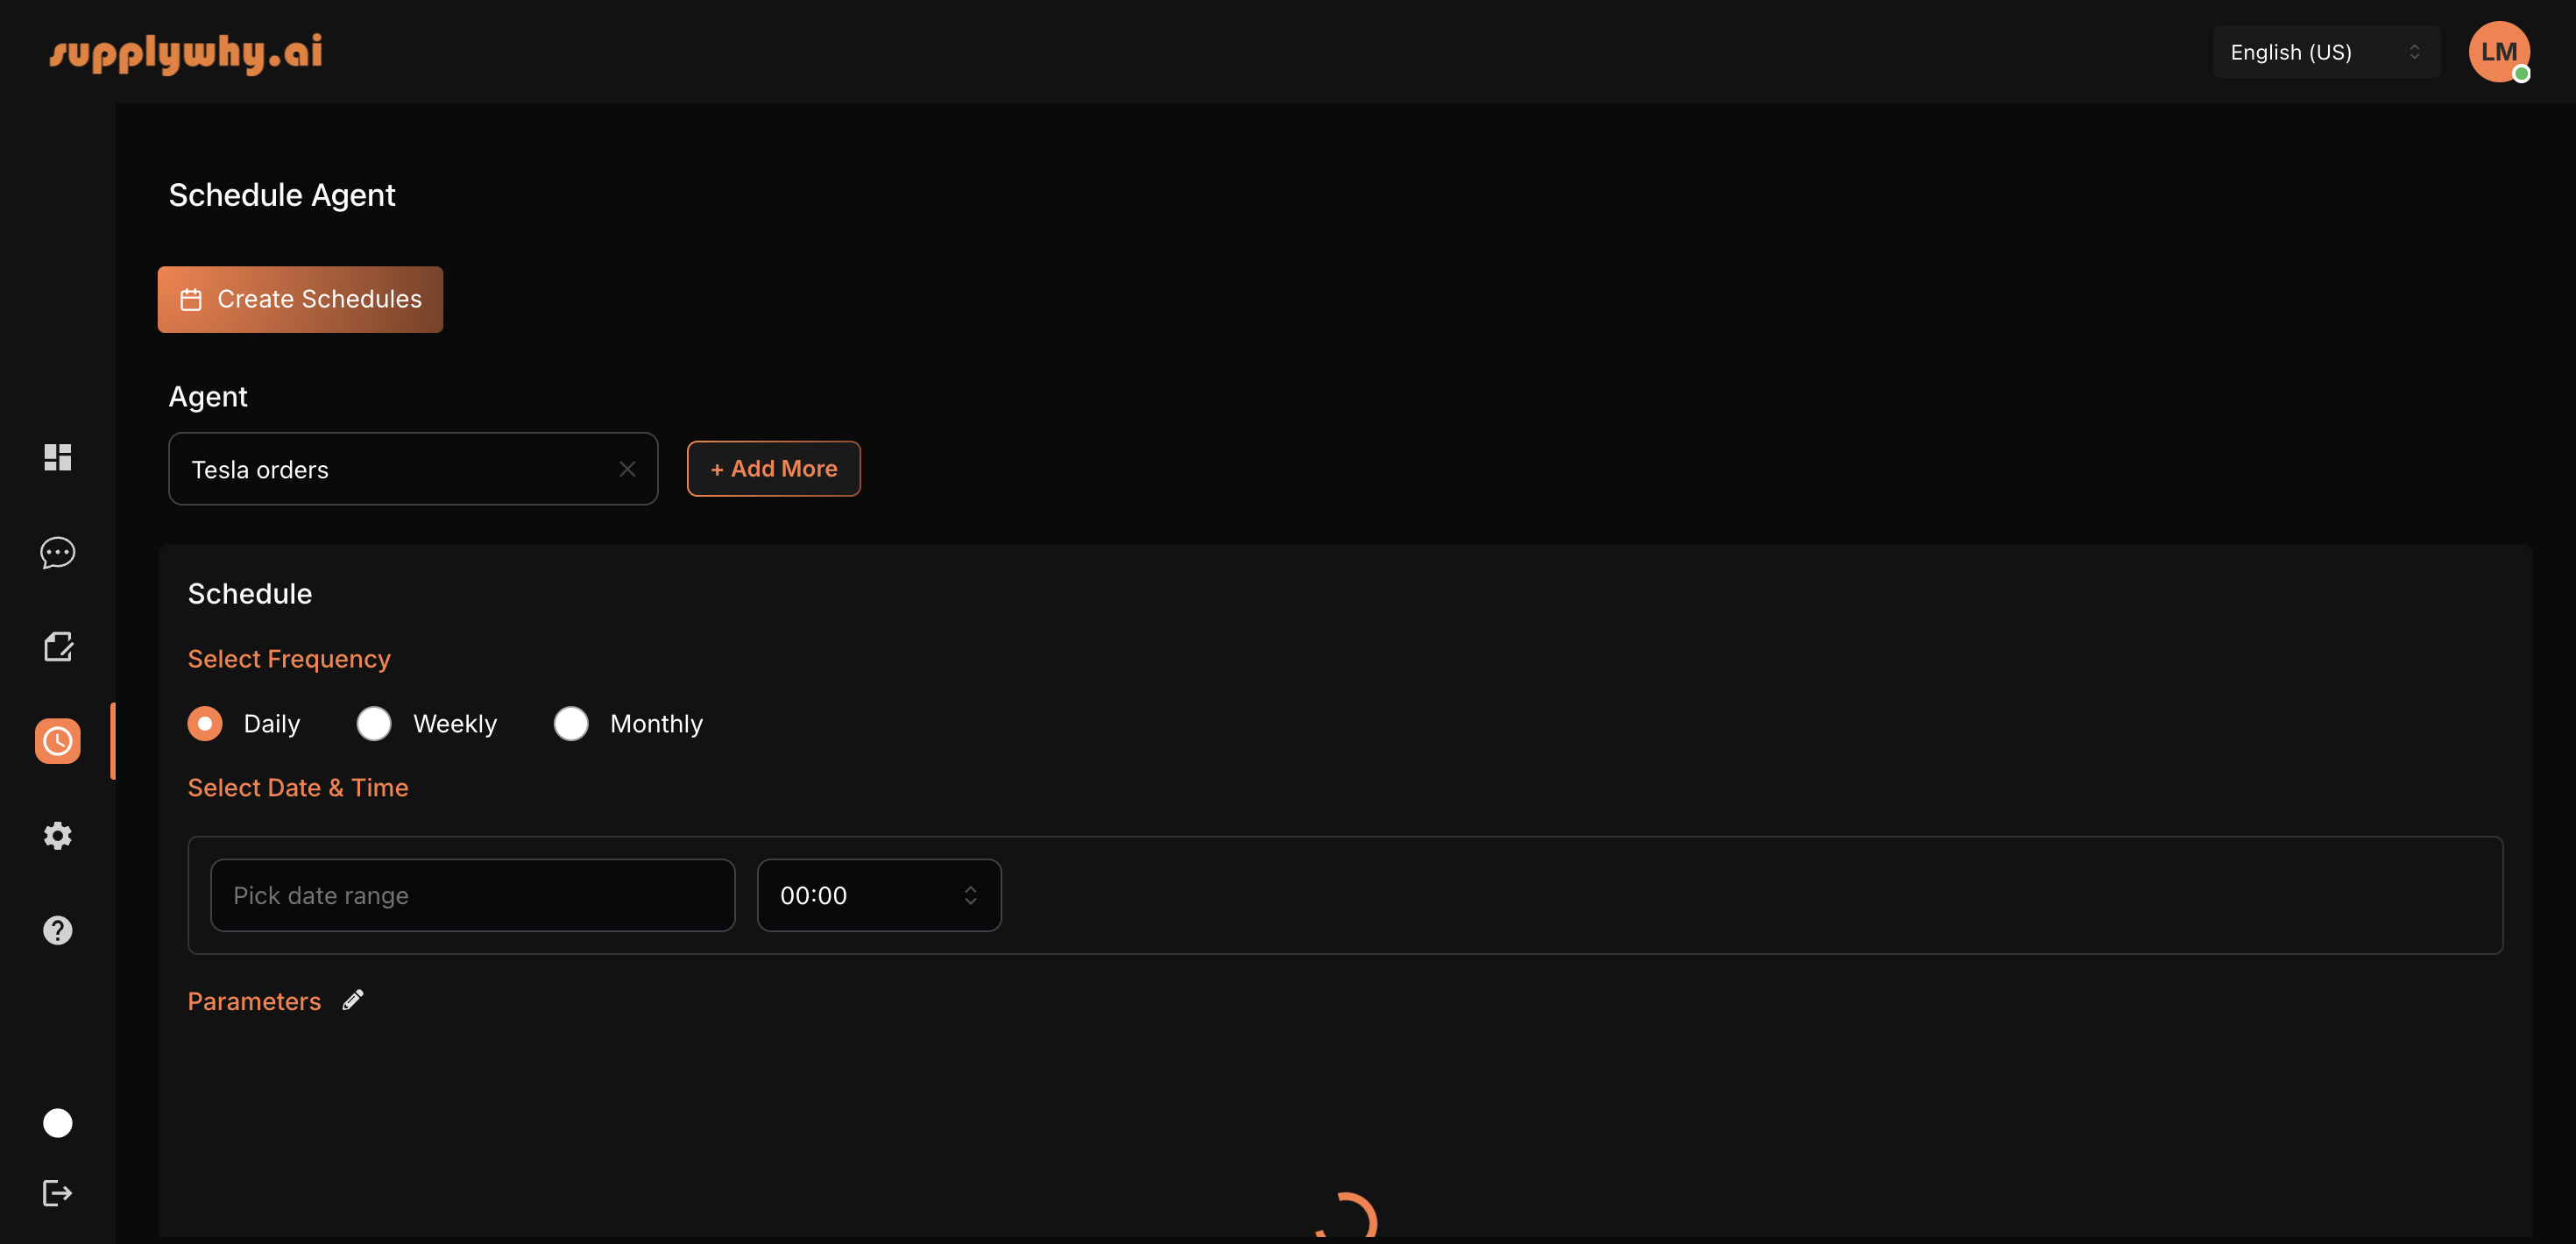 supplywhy.ai
English (US)
LM
Schedule Agent
Create Schedules
Agent
Tesla orders
+ Add More
Schedule
Select Frequency
Daily Weekly Monthly
Select Date & Time
Pick date range 00:00
Parameters